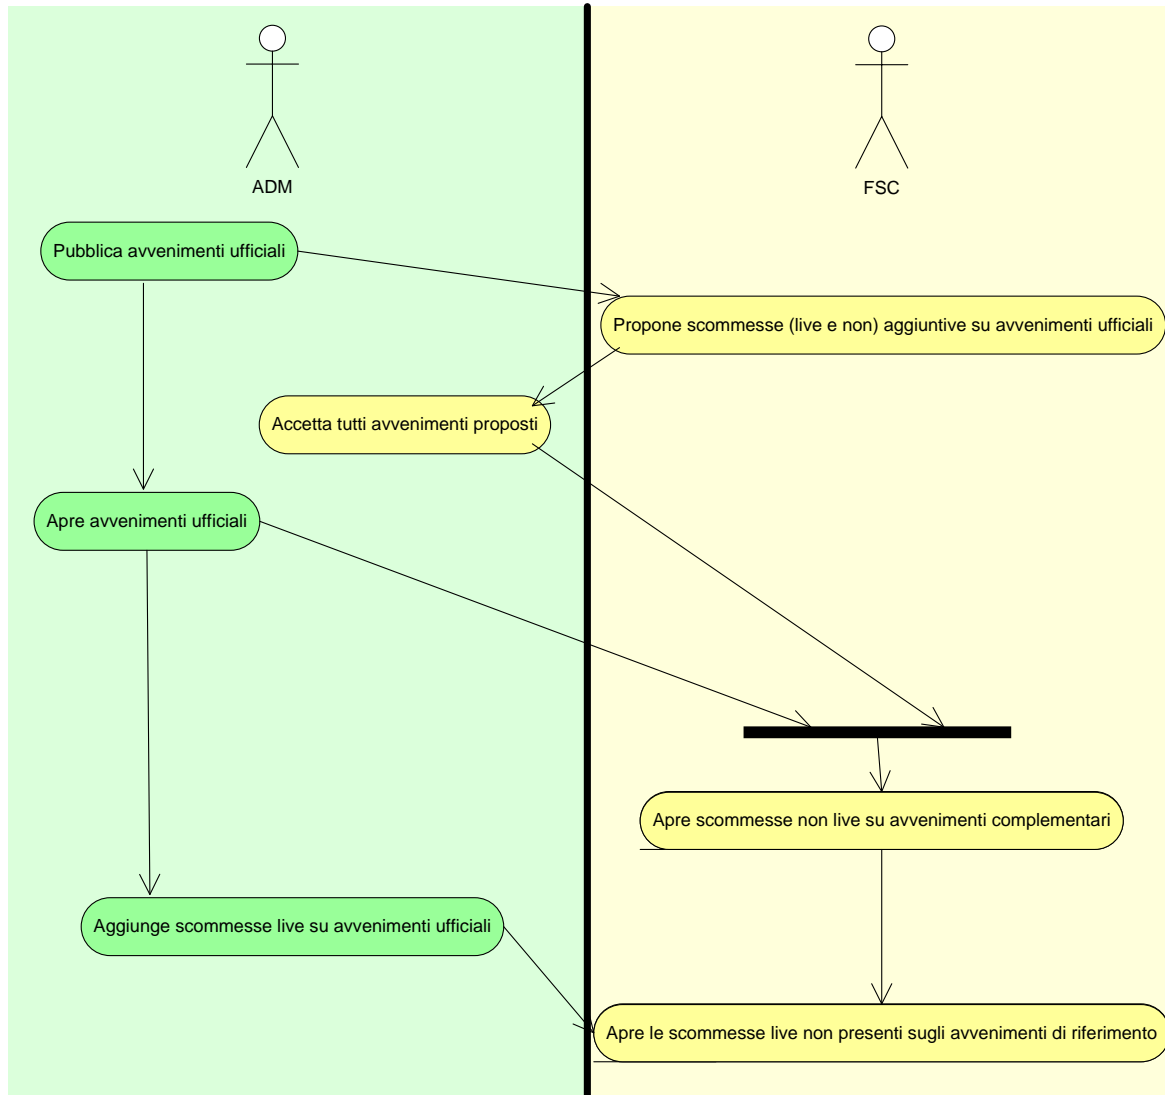 ADM
FSC
Pubblica avvenimenti ufficiali
Propone scommesse (live e non) aggiuntive su avvenimenti ufficiali
Accetta tutti avvenimenti proposti
Apre avvenimenti ufficiali
Apre scommesse non live su avvenimenti complementari
Aggiunge scommesse live su avvenimenti ufficiali
Apre le scommesse live non presenti sugli avvenimenti di riferimento